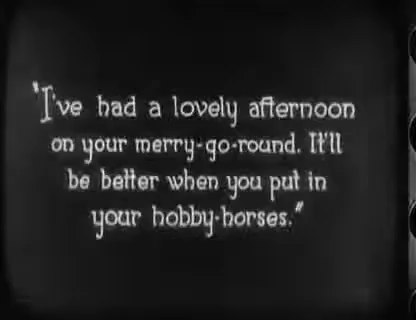 "I've had a lovely afternoon
on your merry-go-round. It'll
be better when you put in
your hobby-horses."